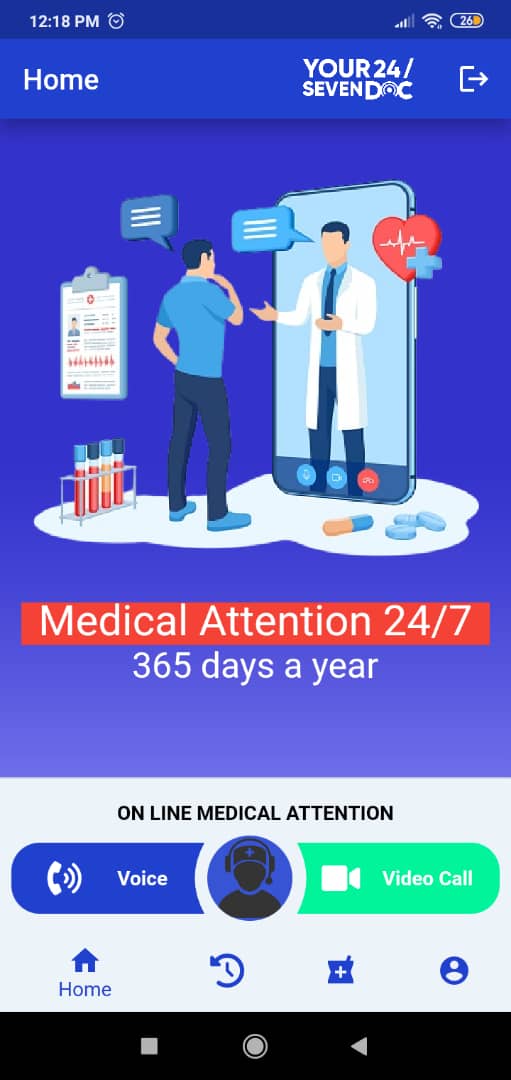 12:18 PM
26
Home
YOUR 24/
SEVEN DOC
Medical Attention 24/7
365 days a year
ON LINE MEDICAL ATTENTION
Voice
Video Call
Home